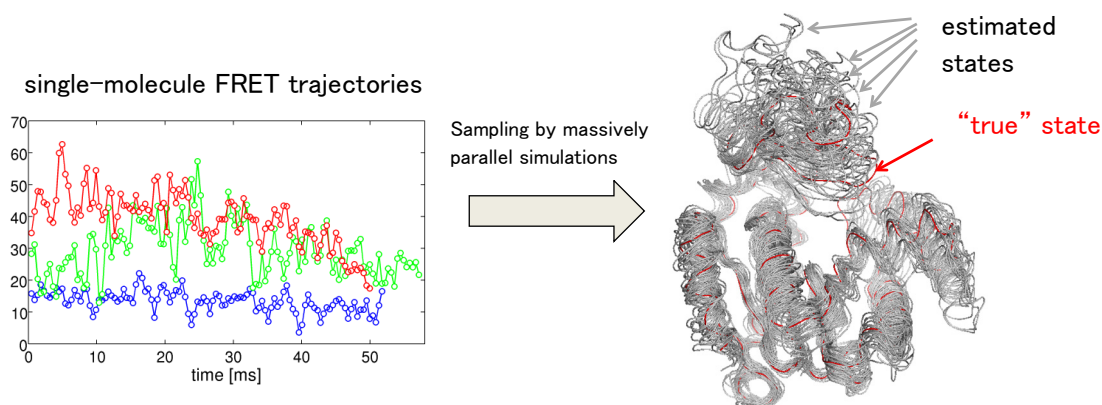 single-molecule FRET trajectories
70
60
50
40
30
20
10
0
0
10
20
30
40
50
time [ms]
Sampling by massively
parallel simulations
estimated
states
“true” state